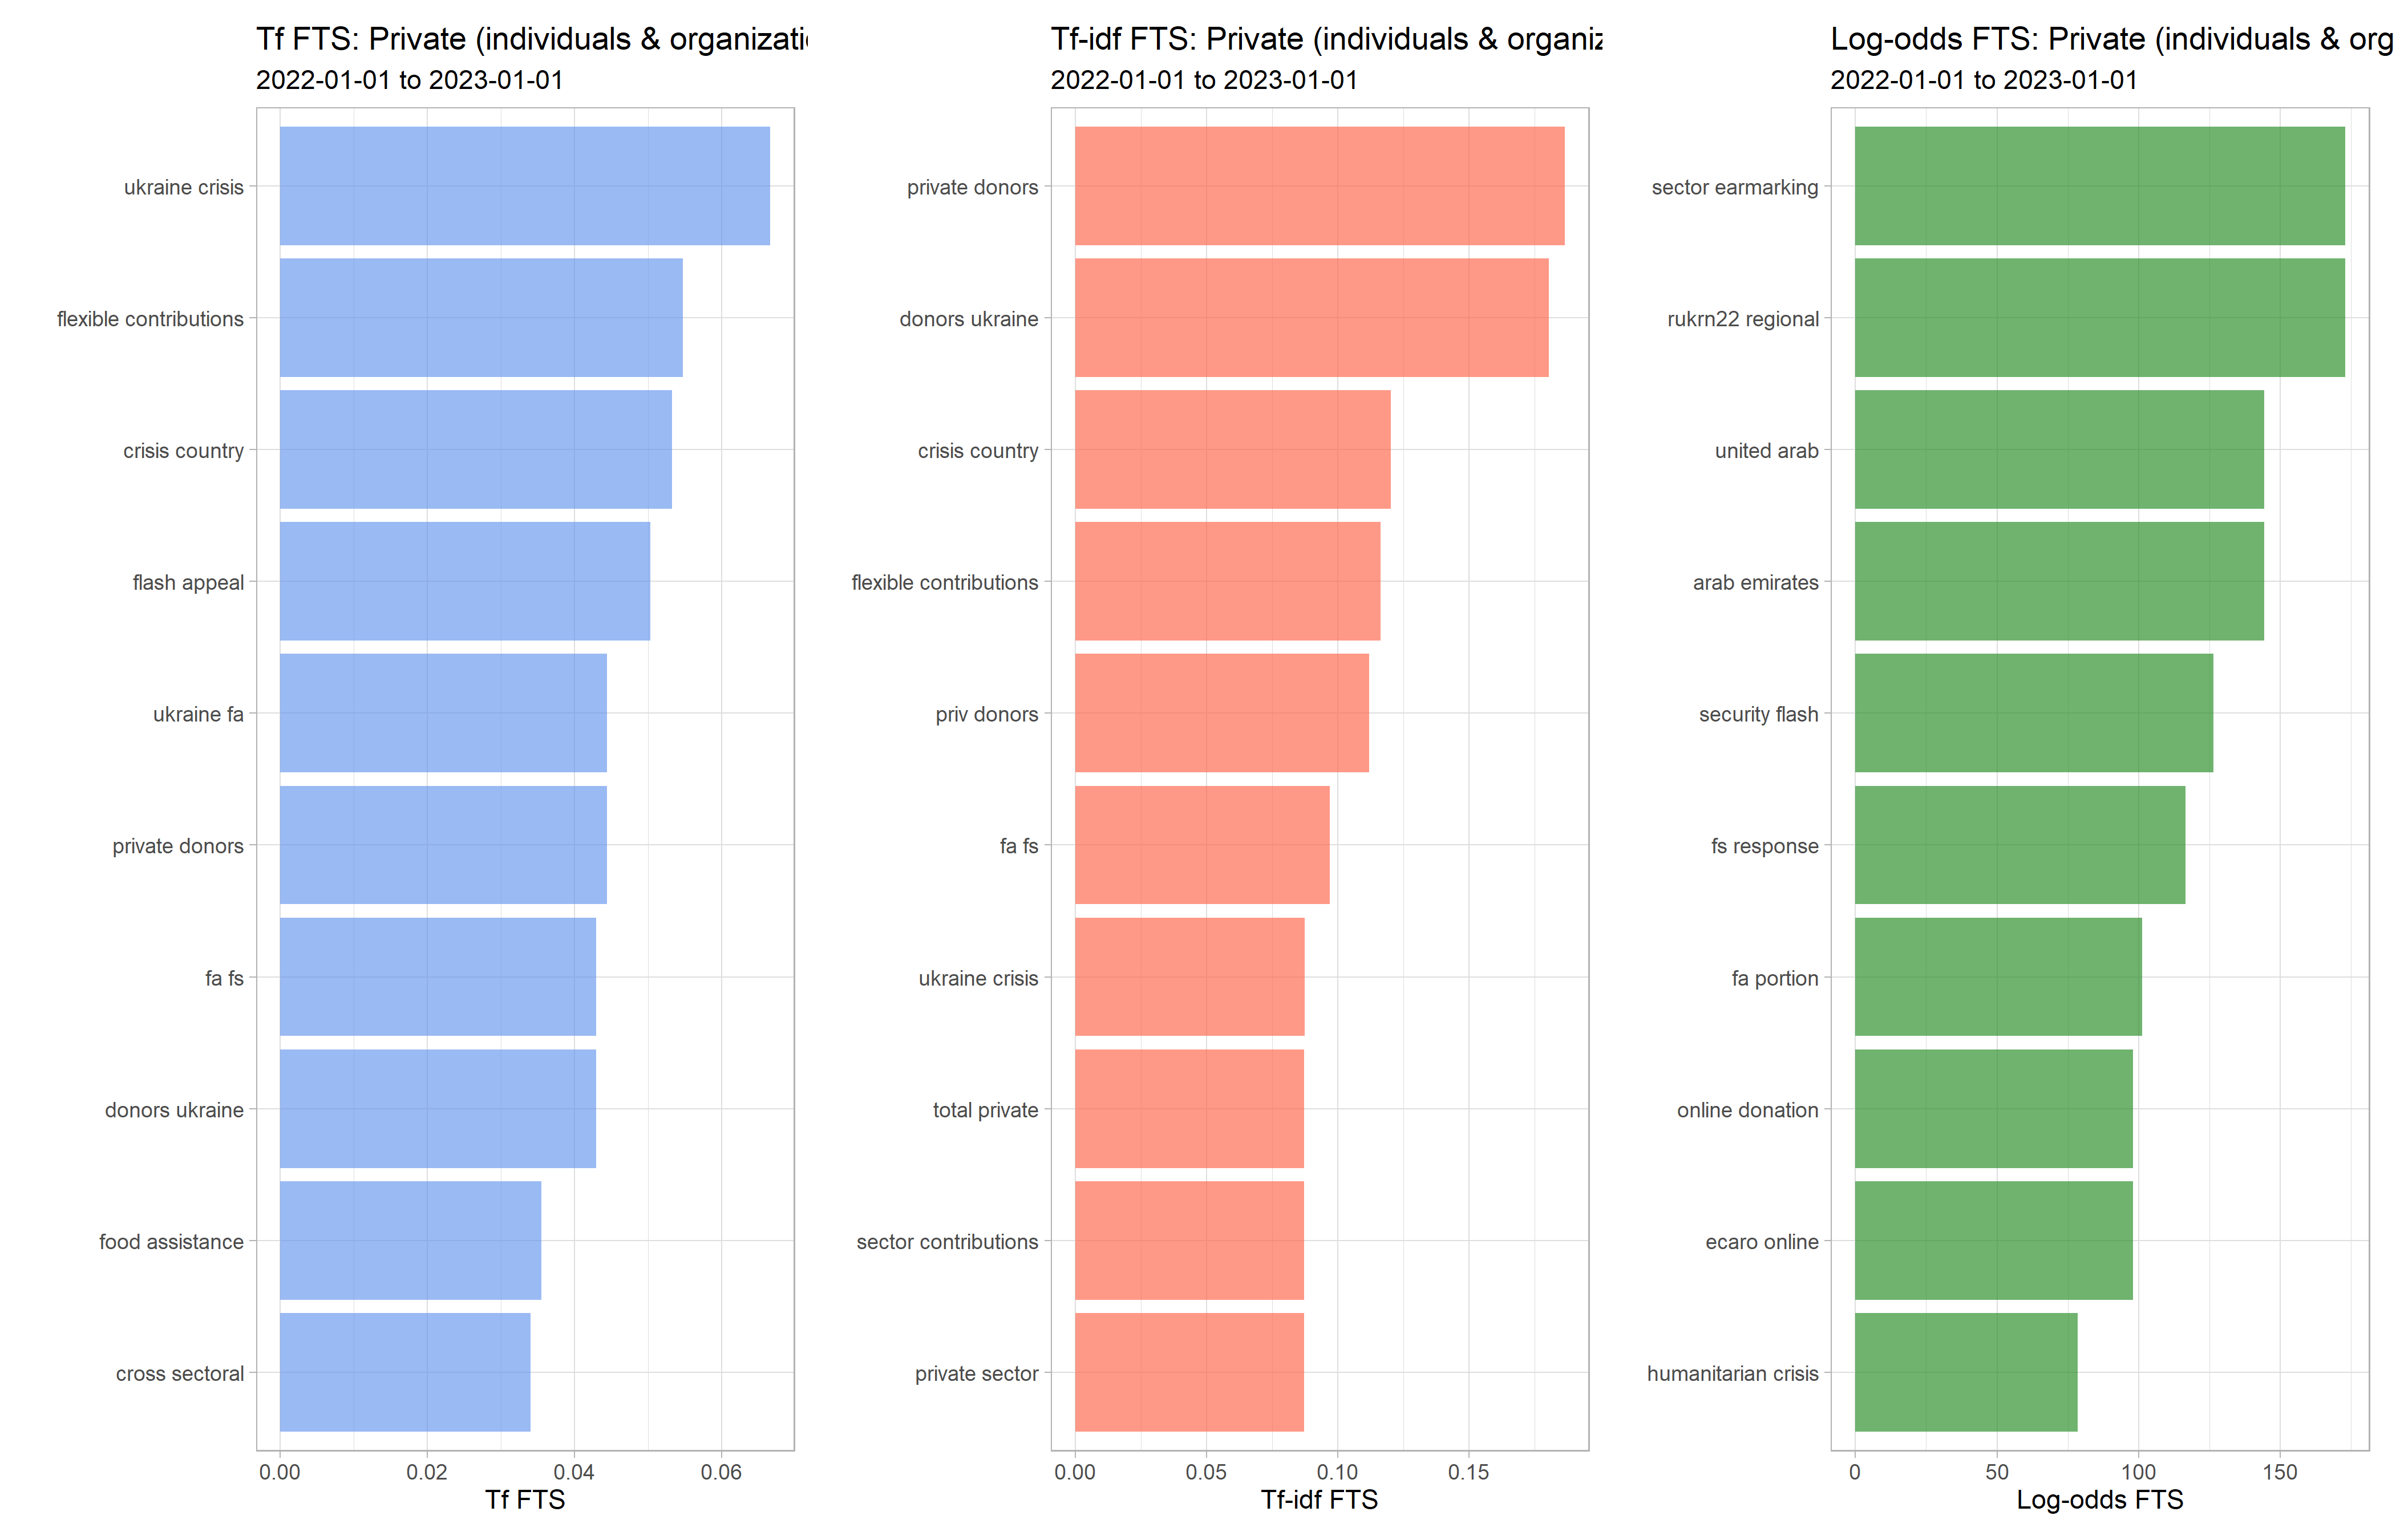 Tf FTS: Private (individuals & organizati
2022-01-01 to 2023-01-01
ukraine crisis
flexible contributions
crisis country
flash appeal
ukraine fa
private donors
fa fs
donors ukraine
food assistance
cross sectoral
0.00 0.02 0.04 0.06
Tf FTS
Tf-idf FTS: Private (individuals & organiz
2022-01-01 to 2023-01-01
private donors
donors ukraine
crisis country
flexible contributions
priv donors
fa fs
ukraine crisis
total private
sector contributions
private sector
0.00 0.05 0.10 0.15
Tf-idf FTS
Log-odds FTS: Private (individuals & org
2022-01-01 to 2023-01-01
sector earmarking
rukrn22 regional
united arab
arab emirates
security flash
fs response
fa portion
online donation
ecaro online
humanitarian crisis
0 50 100 150
Log-odds FTS